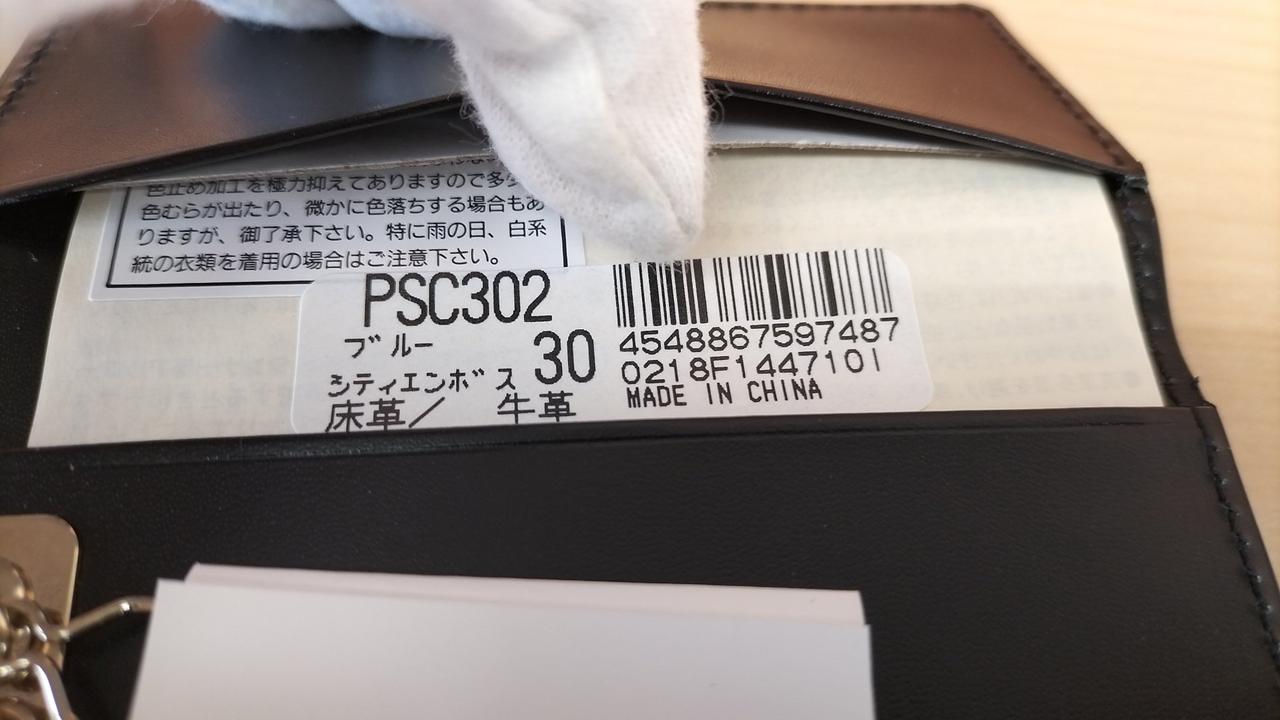 色止め加工を極力抑えてありますので多少
色むらが出たり、微かに色落ちする場合もあ
りますが、御了承下さい。特に雨の日、白系
統の衣類を着用の場合はご注意下さい。
PSC302
ブルー 30
シティエンボス
床革/ 牛革
4548867597487
0218F1447101
MADE IN CHINA